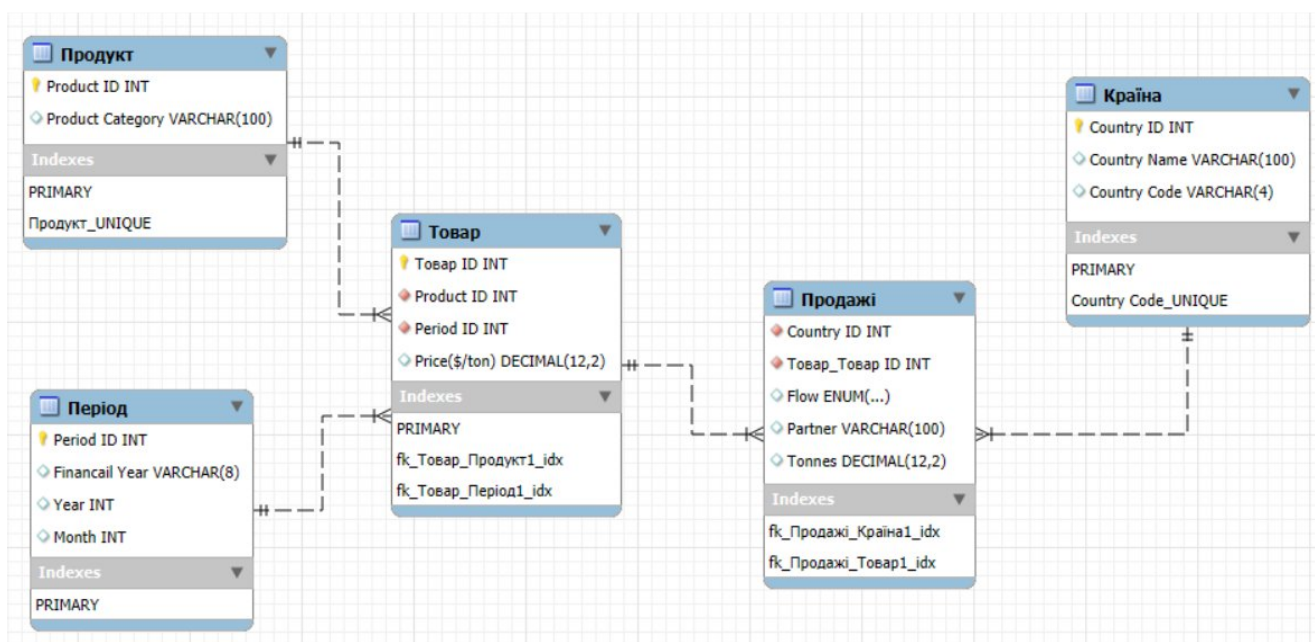 Продукт
Product ID INT
Product Category VARCHAR(100)
Indexes
PRIMARY
Продукт_UNIQUE
Період
Period ID INT
Financail Year VARCHAR(8)
Year INT
Month INT
Indexes
PRIMARY
Товар
Товар ID INT
Product ID INT
Period ID INT
Price($/ton) DECIMAL(12,2)
Indexes
PRIMARY
fk_Товар_Продукт1_idx
fk_Товар_Період1_idx
Продажі
Country ID INT
Товар_Товар ID INT
Flow ENUM(...)
Partner VARCHAR(100)
Tonnes DECIMAL(12,2)
Indexes
fk_Продажі_Країна1_idx
fk_Продажі_Товар1_idx
Країна
Country ID INT
Country Name VARCHAR(100)
Country Code VARCHAR(4)
Indexes
PRIMARY
Country Code_UNIQUE